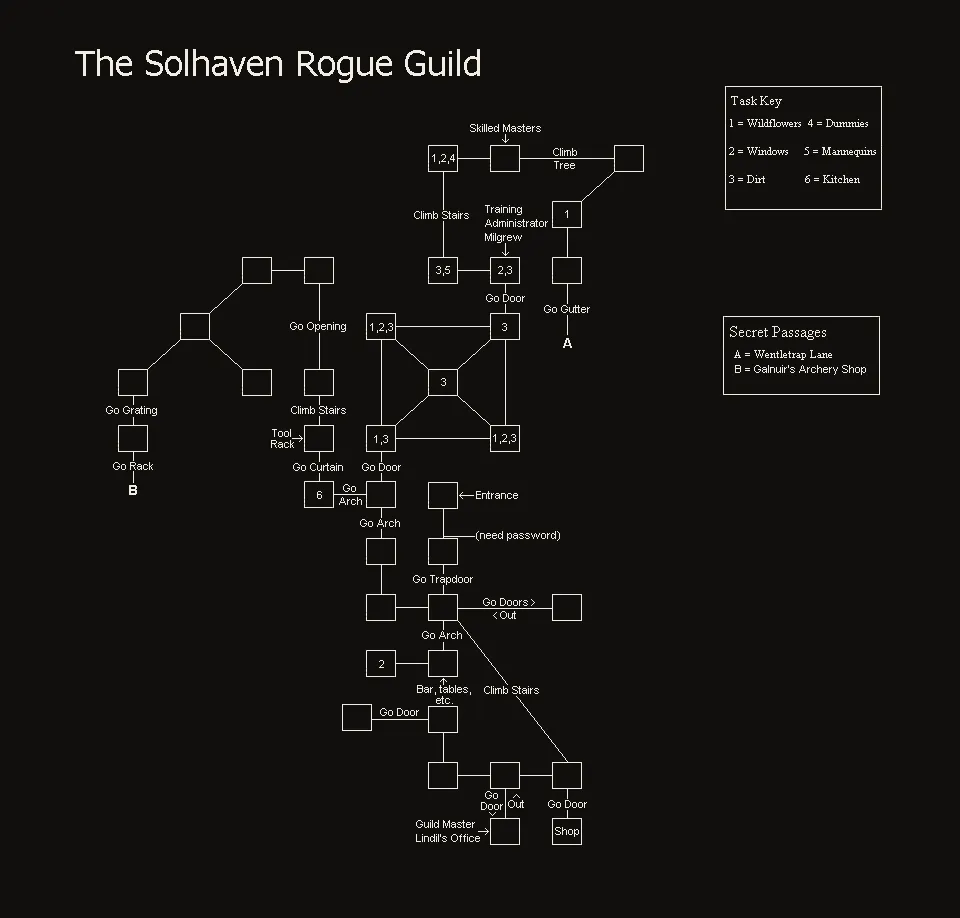 The Solhaven Rogue Guild
Task Key
1 = Wildflowers 4 = Dummies
2 = Windows 5 = Mannequins
3 = Dirt 6 = Kitchen
Skilled Masters
1,2,4
Climb
Tree
Climb Stairs
Training
Administrator
Milgrew
1
3,5
2,3
Go Door
Go Gutter
A
1,2,3
3
Go Opening
3
Secret Passages
A = Wentletrap Lane
B = Galnuir's Archery Shop
Go Grating
Climb Stairs
Tool
Rack
1,3
1,2,3
Go Rack
B
Go Curtain
Go Door
6
Go
Arch
Entrance
Go Arch
(need password)
Go Trapdoor
Go Doors >
< Out
Go Arch
2
Bar, tables,
etc.
Climb Stairs
Go Door
Go
Door
Out
Go Door
Guild Master
Lindil's Office
Shop